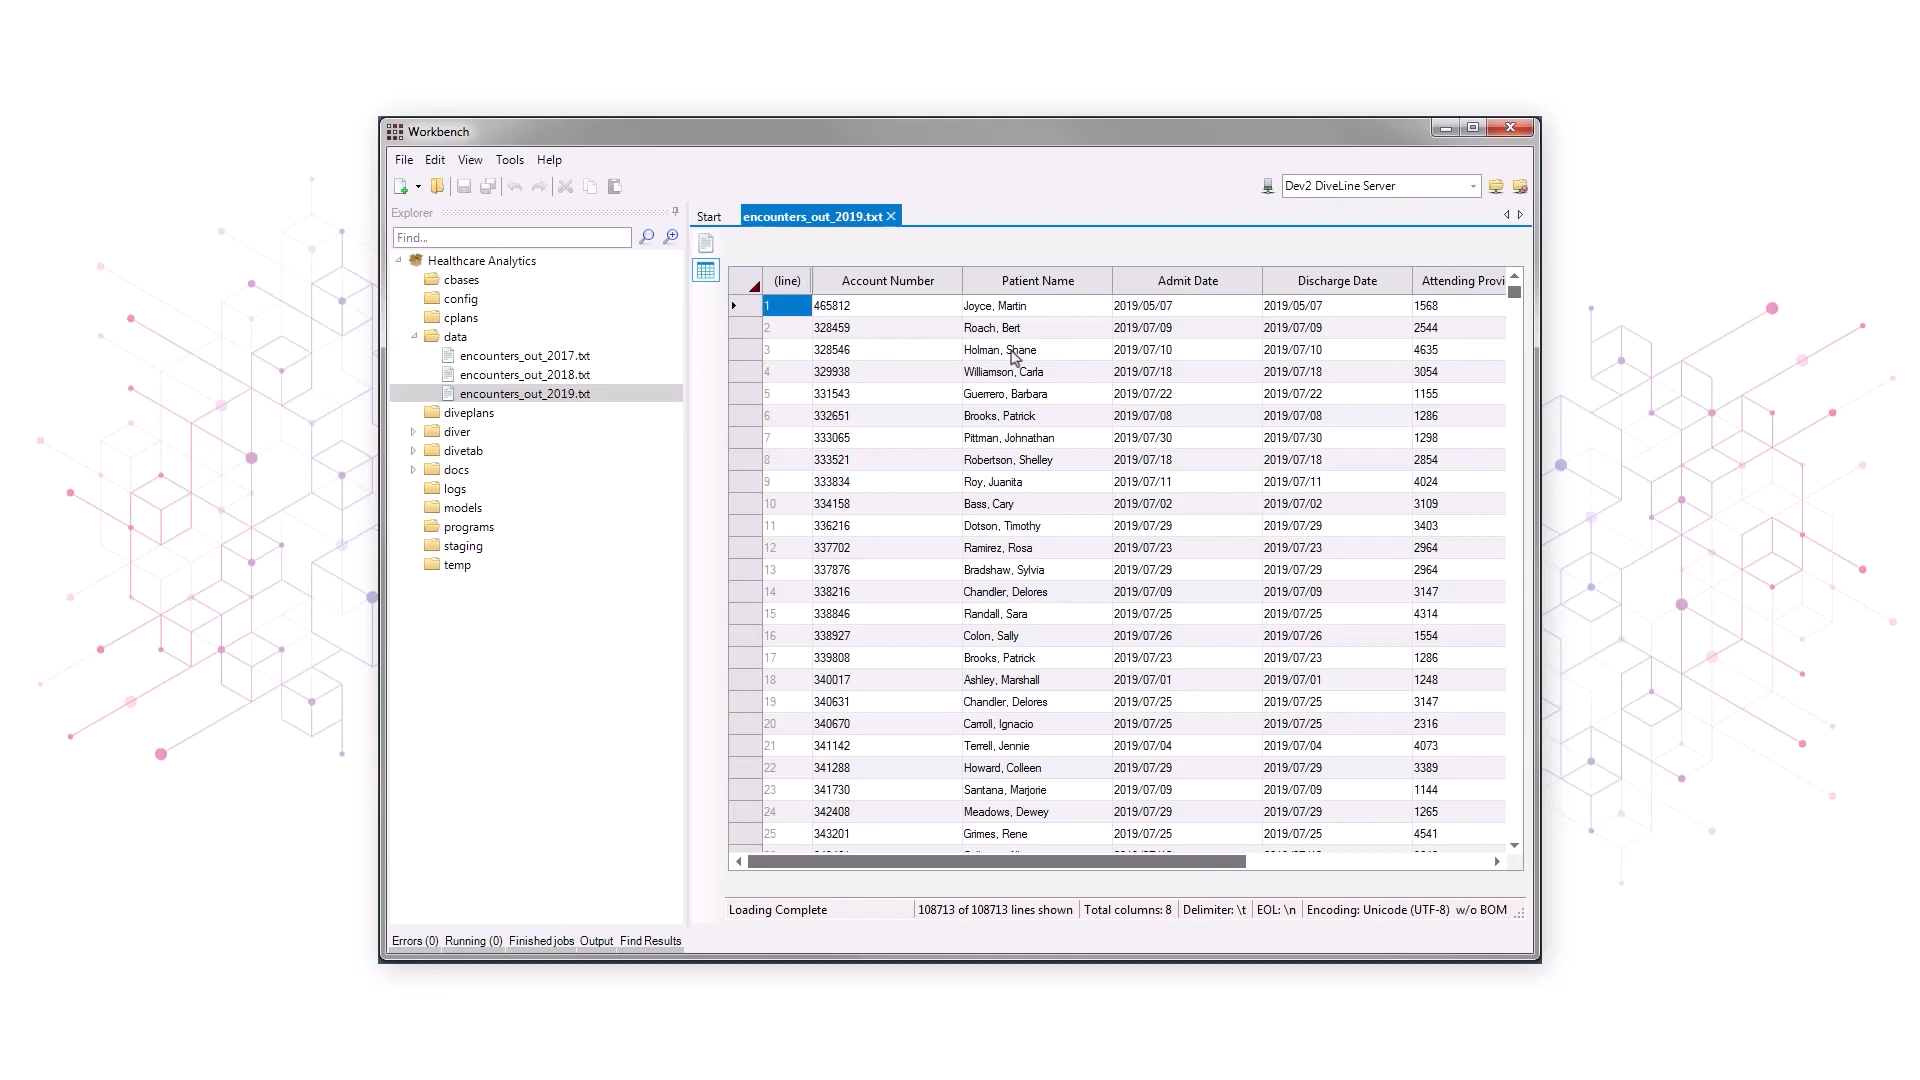 Workbench
File Edit View Tools Help
Dev2 DiveLine Server
Explorer
Find...
Healthcare Analytics
cbases
config
cplans
data
encounters_out_2017.txt
encounters_out_2018.txt
encounters_out_2019.txt
diveplans
diver
divetab
docs
logs
models
programs
staging
temp
Start encounters_out_2019.txt
(line) Account Number Patient Name Admit Date Discharge Date Attending Provi
1 465812 Joyce, Martin 2019/05/07 2019/05/07 1568
2 328459 Roach, Bert 2019/07/09 2019/07/09 2544
3 328546 Holman, Shane 2019/07/10 2019/07/10 4635
4 329938 Williamson, Carla 2019/07/18 2019/07/18 3054
5 331543 Guerrero, Barbara 2019/07/22 2019/07/22 1155
6 332651 Brooks, Patrick 2019/07/08 2019/07/08 1286
7 333065 Pittman, Johnathan 2019/07/30 2019/07/30 1298
8 333521 Robertson, Shelley 2019/07/18 2019/07/18 2854
9 333834 Roy, Juanita 2019/07/11 2019/07/11 4024
10 334158 Bass, Cary 2019/07/02 2019/07/02 3109
11 336216 Dotson, Timothy 2019/07/29 2019/07/29 3403
12 337702 Ramirez, Rosa 2019/07/23 2019/07/23 2964
13 337876 Bradshaw, Sylvia 2019/07/29 2019/07/29 2964
14 338216 Chandler, Delores 2019/07/09 2019/07/09 3147
15 338846 Randall, Sara 2019/07/25 2019/07/25 4314
16 338927 Colon, Sally 2019/07/26 2019/07/26 1554
17 339808 Brooks, Patrick 2019/07/23 2019/07/23 1286
18 340017 Ashley, Marshall 2019/07/01 2019/07/01 1248
19 340631 Chandler, Delores 2019/07/25 2019/07/25 3147
20 340670 Carroll, Ignacio 2019/07/25 2019/07/25 2316
21 341142 Terrell, Jennie 2019/07/04 2019/07/04 4073
22 341288 Howard, Colleen 2019/07/29 2019/07/29 3389
23 341730 Santana, Marjorie 2019/07/09 2019/07/09 1144
24 342408 Meadows, Dewey 2019/07/29 2019/07/29 1265
25 343201 Grimes, Rene 2019/07/25 2019/07/25 4541
Loading Complete 108713 of 108713 lines shown Total columns: 8 Delimiter: \t EOL: \n Encoding: Unicode (UTF-8) w/o BOM
Errors (0) Running (0) Finished jobs Output Find Results